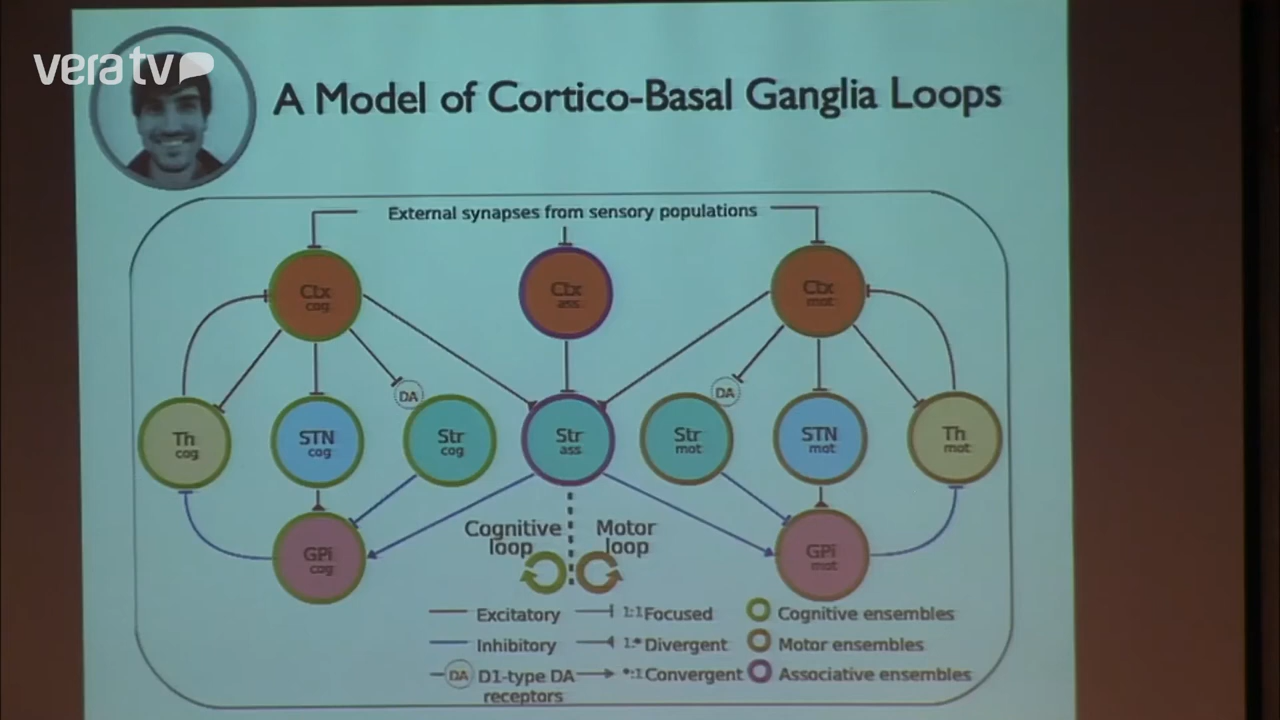 vera tv
A Model of Cortico-Basal Ganglia Loops
External synapses from sensory populations
Ctx
cog
Ctx
ass
Ctx
mot
DA
DA
Th
cog
STN
cog
Str
cog
Str
ass
Str
mot
STN
mot
Th
mot
Cognitive
loop
Motor
loop
GPi
cog
GPi
mot
Excitatory
1:1 Focused
Cognitive ensembles
Inhibitory
1:* Divergent
Motor ensembles
DA
D1-type DA
receptors
*:1 Convergent
Associative ensembles